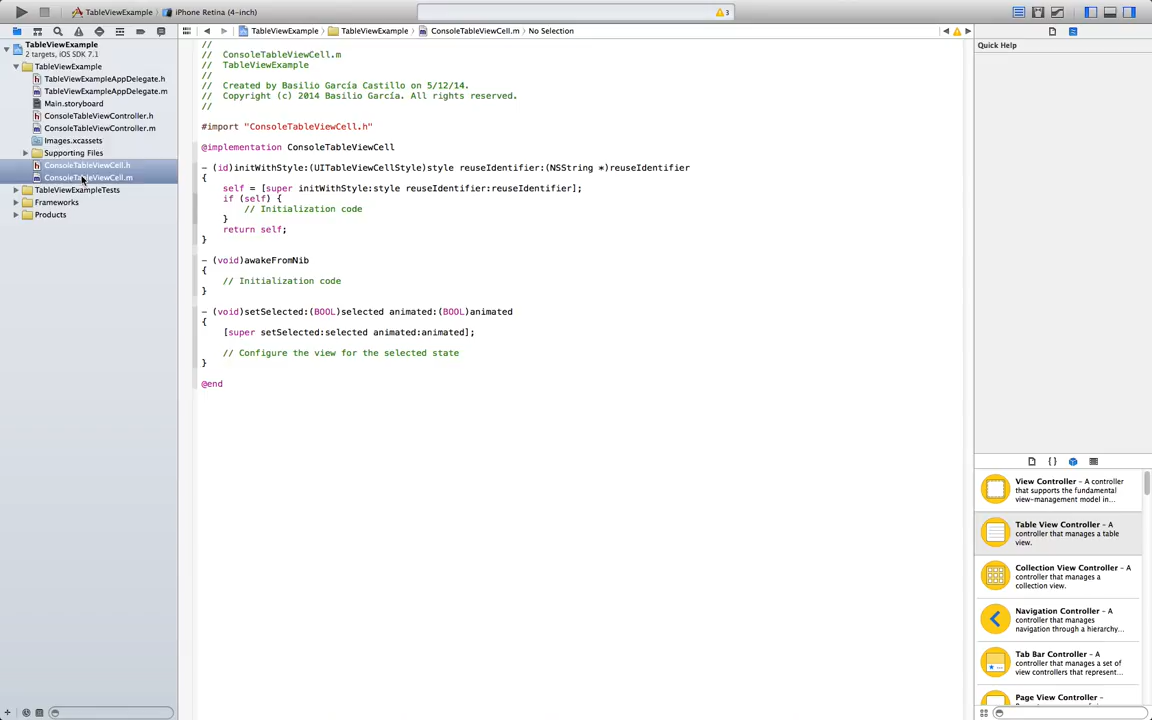 TableViewExample
iPhone Retina (4-inch)
3
TableViewExample
TableViewExample
ConsoleTableViewCell.m
No Selection
TableViewExample
2 targets, iOS SDK 7.1
TableViewExample
TableViewExampleAppDelegate.h
TableViewExampleAppDelegate.m
Main.storyboard
ConsoleTableViewController.h
ConsoleTableViewController.m
Images.xcassets
Supporting Files
ConsoleTableViewCell.h
ConsoleTableViewCell.m
TableViewExampleTests
Frameworks
Products
//
//  ConsoleTableViewCell.m
//  TableViewExample
//
//  Created by Basilio García Castillo on 5/12/14.
//  Copyright (c) 2014 Basilio García. All rights reserved.
//
#import "ConsoleTableViewCell.h"
@implementation ConsoleTableViewCell
- (id)initWithStyle:(UITableViewCellStyle)style reuseIdentifier:(NSString *)reuseIdentifier
{
self = [super initWithStyle:style reuseIdentifier:reuseIdentifier];
if (self) {
// Initialization code
}
return self;
}
- (void)awakeFromNib
{
// Initialization code
}
- (void)setSelected:(BOOL)selected animated:(BOOL)animated
{
[super setSelected:selected animated:animated];
// Configure the view for the selected state
}
@end
Quick Help
{ }
View Controller - A controller
that supports the fundamental
view-management model in...
Table View Controller - A
controller that manages a table
view.
Collection View Controller - A
controller that manages a
collection view.
Navigation Controller - A
controller that manages
navigation through a hierarchy...
Tab Bar Controller - A
controller that manages a set of
view controllers that represent...
Page View Controller -